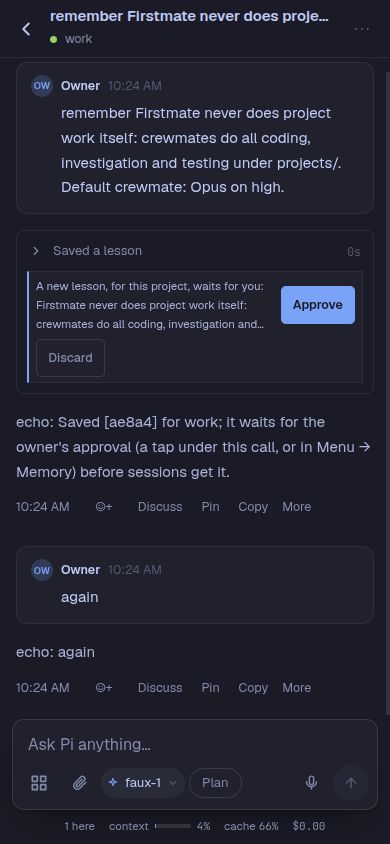 remember Firstmate never does proje...
work
OW Owner 10:24 AM
remember Firstmate never does project
work itself: crewmates do all coding,
investigation and testing under projects/.
Default crewmate: Opus on high.
Saved a lesson 0s
A new lesson, for this project, waits for you:
Firstmate never does project work itself:
crewmates do all coding, investigation and…
Approve
Discard
echo: Saved [ae8a4] for work; it waits for the
owner's approval (a tap under this call, or in Menu →
Memory) before sessions get it.
10:24 AM Discuss Pin Copy More
OW Owner 10:24 AM
again
echo: again
10:24 AM Discuss Pin Copy More
Ask Pi anything...
faux-1 Plan
1 here context 4% cache 66% $0.00